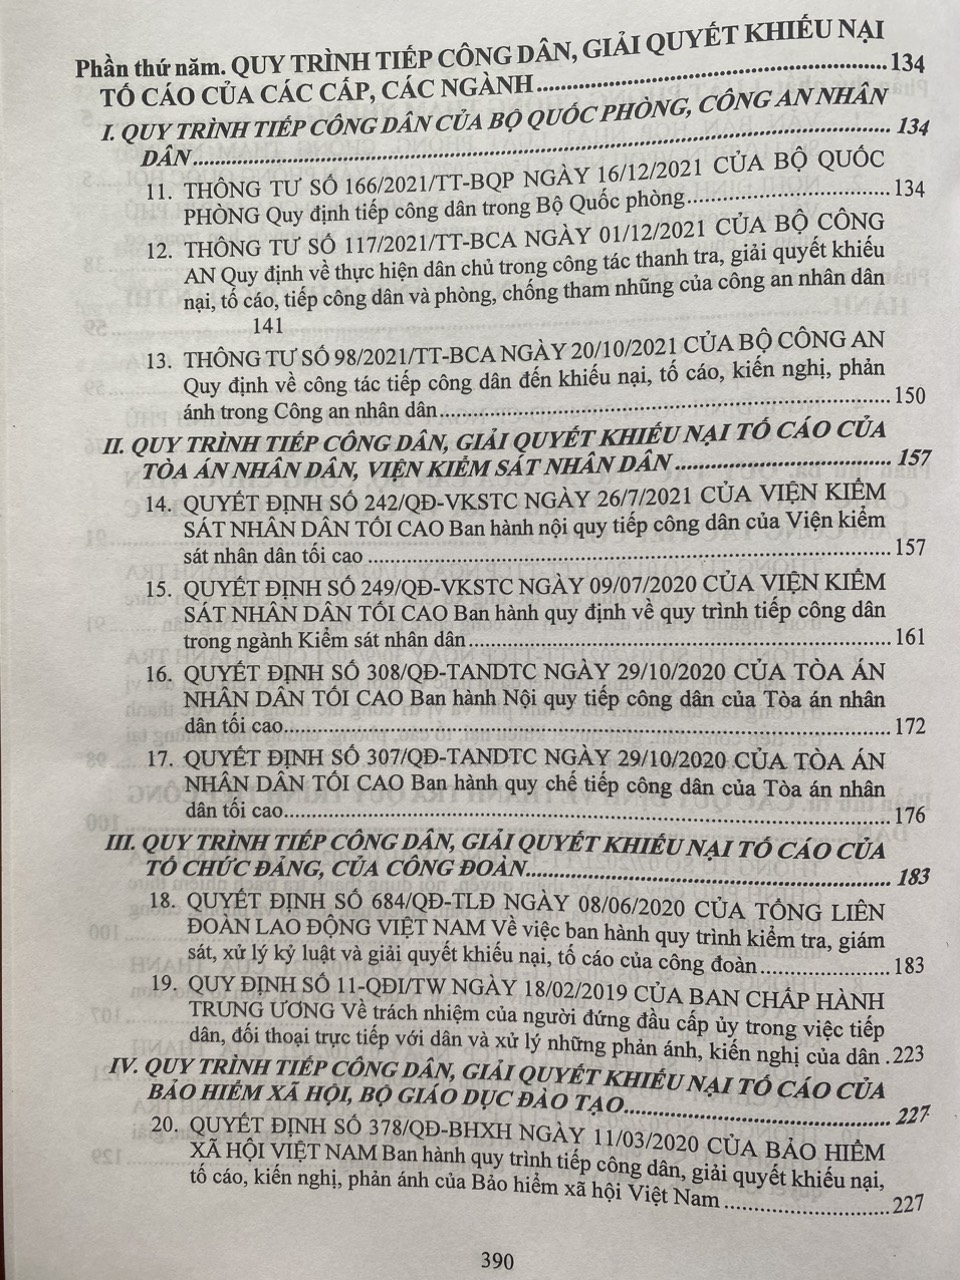 Phần thứ năm. QUY TRÌNH TIẾP CÔNG DÂN, GIẢI QUYẾT KHIẾU NẠI
TỐ CÁO CỦA CÁC CẤP, CÁC NGÀNH...........134
I. QUY TRÌNH TIẾP CÔNG DÂN CỦA BỘ QUỐC PHÒNG, CÔNG AN NHÂN
DÂN...........134
11. THÔNG TƯ SỐ 166/2021/TT-BQP NGÀY 16/12/2021 CỦA BỘ QUỐC
PHÒNG Quy định tiếp công dân trong Bộ Quốc phòng...........134
12. THÔNG TƯ SỐ 117/2021/TT-BCA NGÀY 01/12/2021 CỦA BỘ CÔNG
AN Quy định về thực hiện dân chủ trong công tác thanh tra, giải quyết khiếu
nại, tố cáo, tiếp công dân và phòng, chống tham nhũng của công an nhân dân
141
13. THÔNG TƯ SỐ 98/2021/TT-BCA NGÀY 20/10/2021 CỦA BỘ CÔNG AN
Quy định về công tác tiếp công dân đến khiếu nại, tố cáo, kiến nghị, phản
ánh trong Công an nhân dân...........150
II. QUY TRÌNH TIẾP CÔNG DÂN, GIẢI QUYẾT KHIẾU NẠI TỐ CÁO CỦA
TÒA ÁN NHÂN DÂN, VIỆN KIỂM SÁT NHÂN DÂN...........157
14. QUYẾT ĐỊNH SỐ 242/QĐ-VKSTC NGÀY 26/7/2021 CỦA VIỆN KIỂM
SÁT NHÂN DÂN TỐI CAO Ban hành nội quy tiếp công dân của Viện kiểm
sát nhân dân tối cao...........157
15. QUYẾT ĐỊNH SỐ 249/QĐ-VKSTC NGÀY 09/07/2020 CỦA VIỆN KIỂM
SÁT NHÂN DÂN TỐI CAO Ban hành quy định về quy trình tiếp công dân
trong ngành Kiểm sát nhân dân...........161
16. QUYẾT ĐỊNH SỐ 308/QĐ-TANDTC NGÀY 29/10/2020 CỦA TÒA ÁN
NHÂN DÂN TỐI CAO Ban hành Nội quy tiếp công dân của Tòa án nhân
dân tối cao...........172
17. QUYẾT ĐỊNH SỐ 307/QĐ-TANDTC NGÀY 29/10/2020 CỦA TÒA ÁN
NHÂN DÂN TỐI CAO Ban hành quy chế tiếp công dân của Tòa án nhân
dân tối cao...........176
III. QUY TRÌNH TIẾP CÔNG DÂN, GIẢI QUYẾT KHIẾU NẠI TỐ CÁO CỦA
TỔ CHỨC ĐẢNG, CỦA CÔNG ĐOÀN...........183
18. QUYẾT ĐỊNH SỐ 684/QĐ-TLĐ NGÀY 08/06/2020 CỦA TỔNG LIÊN
ĐOÀN LAO ĐỘNG VIỆT NAM Về việc ban hành quy trình kiểm tra, giám
sát, xử lý kỷ luật và giải quyết khiếu nại, tố cáo của công đoàn...........183
19. QUY ĐỊNH SỐ 11-QĐI/TW NGÀY 18/02/2019 CỦA BAN CHẤP HÀNH
TRUNG ƯƠNG Về trách nhiệm của người đứng đầu cấp ủy trong việc tiếp
dân, đối thoại trực tiếp với dân và xử lý những phản ánh, kiến nghị của dân .223
IV. QUY TRÌNH TIẾP CÔNG DÂN, GIẢI QUYẾT KHIẾU NẠI TỐ CÁO CỦA
BẢO HIỂM XÃ HỘI, BỘ GIÁO DỤC ĐÀO TẠO...........227
20. QUYẾT ĐỊNH SỐ 378/QĐ-BHXH NGÀY 11/03/2020 CỦA BẢO HIỂM
XÃ HỘI VIỆT NAM Ban hành quy trình tiếp công dân, giải quyết khiếu nại,
tố cáo, kiến nghị, phản ánh của Bảo hiểm xã hội Việt Nam...........227
390